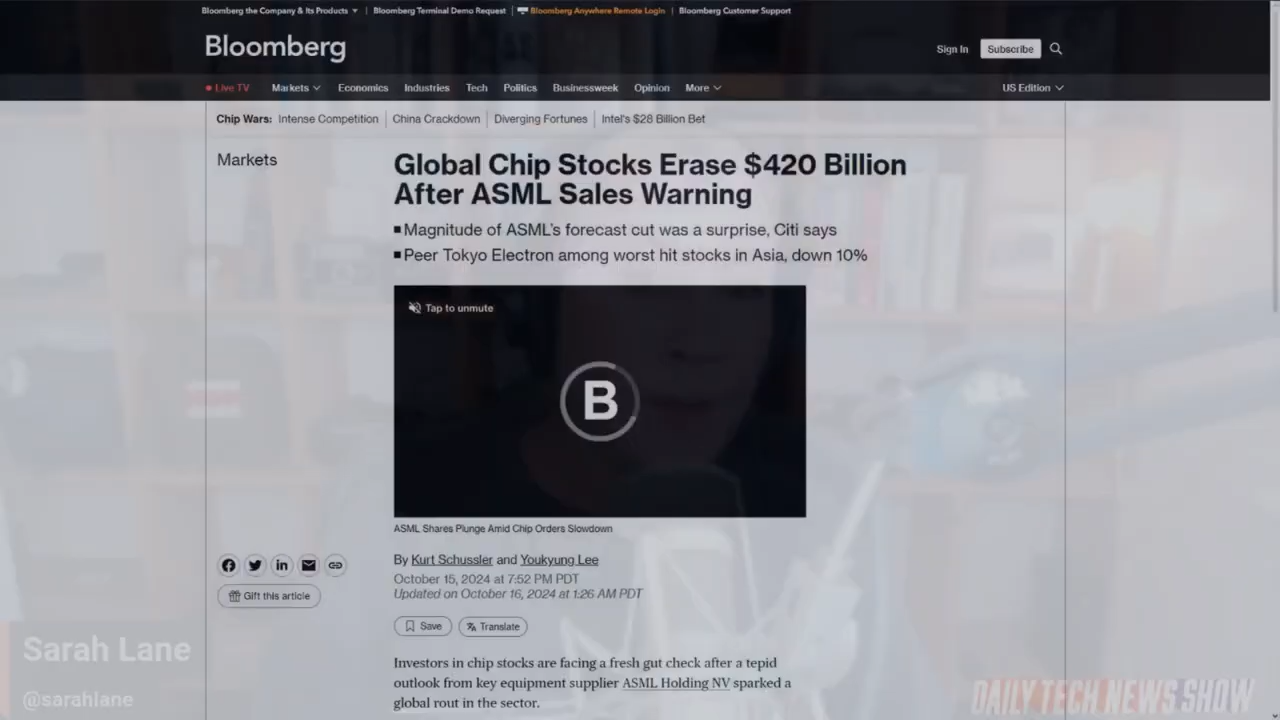 Bloomberg the Company & Its Products
Bloomberg Terminal Demo Request
Bloomberg Anywhere Remote Login
Bloomberg Customer Support
Bloomberg
Sign In
Subscribe
Live TV
Markets
Economics
Industries
Tech
Politics
Businessweek
Opinion
More
US Edition
Chip Wars:
Intense Competition
China Crackdown
Diverging Fortunes
Intel's $28 Billion Bet
Markets
Global Chip Stocks Erase $420 Billion
After ASML Sales Warning
Magnitude of ASML's forecast cut was a surprise, Citi says
Peer Tokyo Electron among worst hit stocks in Asia, down 10%
Tap to unmute
B
ASML Shares Plunge Amid Chip Orders Slowdown
By Kurt Schussler and Youkyung Lee
October 15, 2024 at 7:52 PM PDT
Updated on October 16, 2024 at 1:26 AM PDT
in
Gift this article
Save
Translate
Investors in chip stocks are facing a fresh gut check after a tepid
outlook from key equipment supplier ASML Holding NV sparked a
global rout in the sector.
Sarah Lane
@sarahlane
DAILY TECH NEWS SHOW